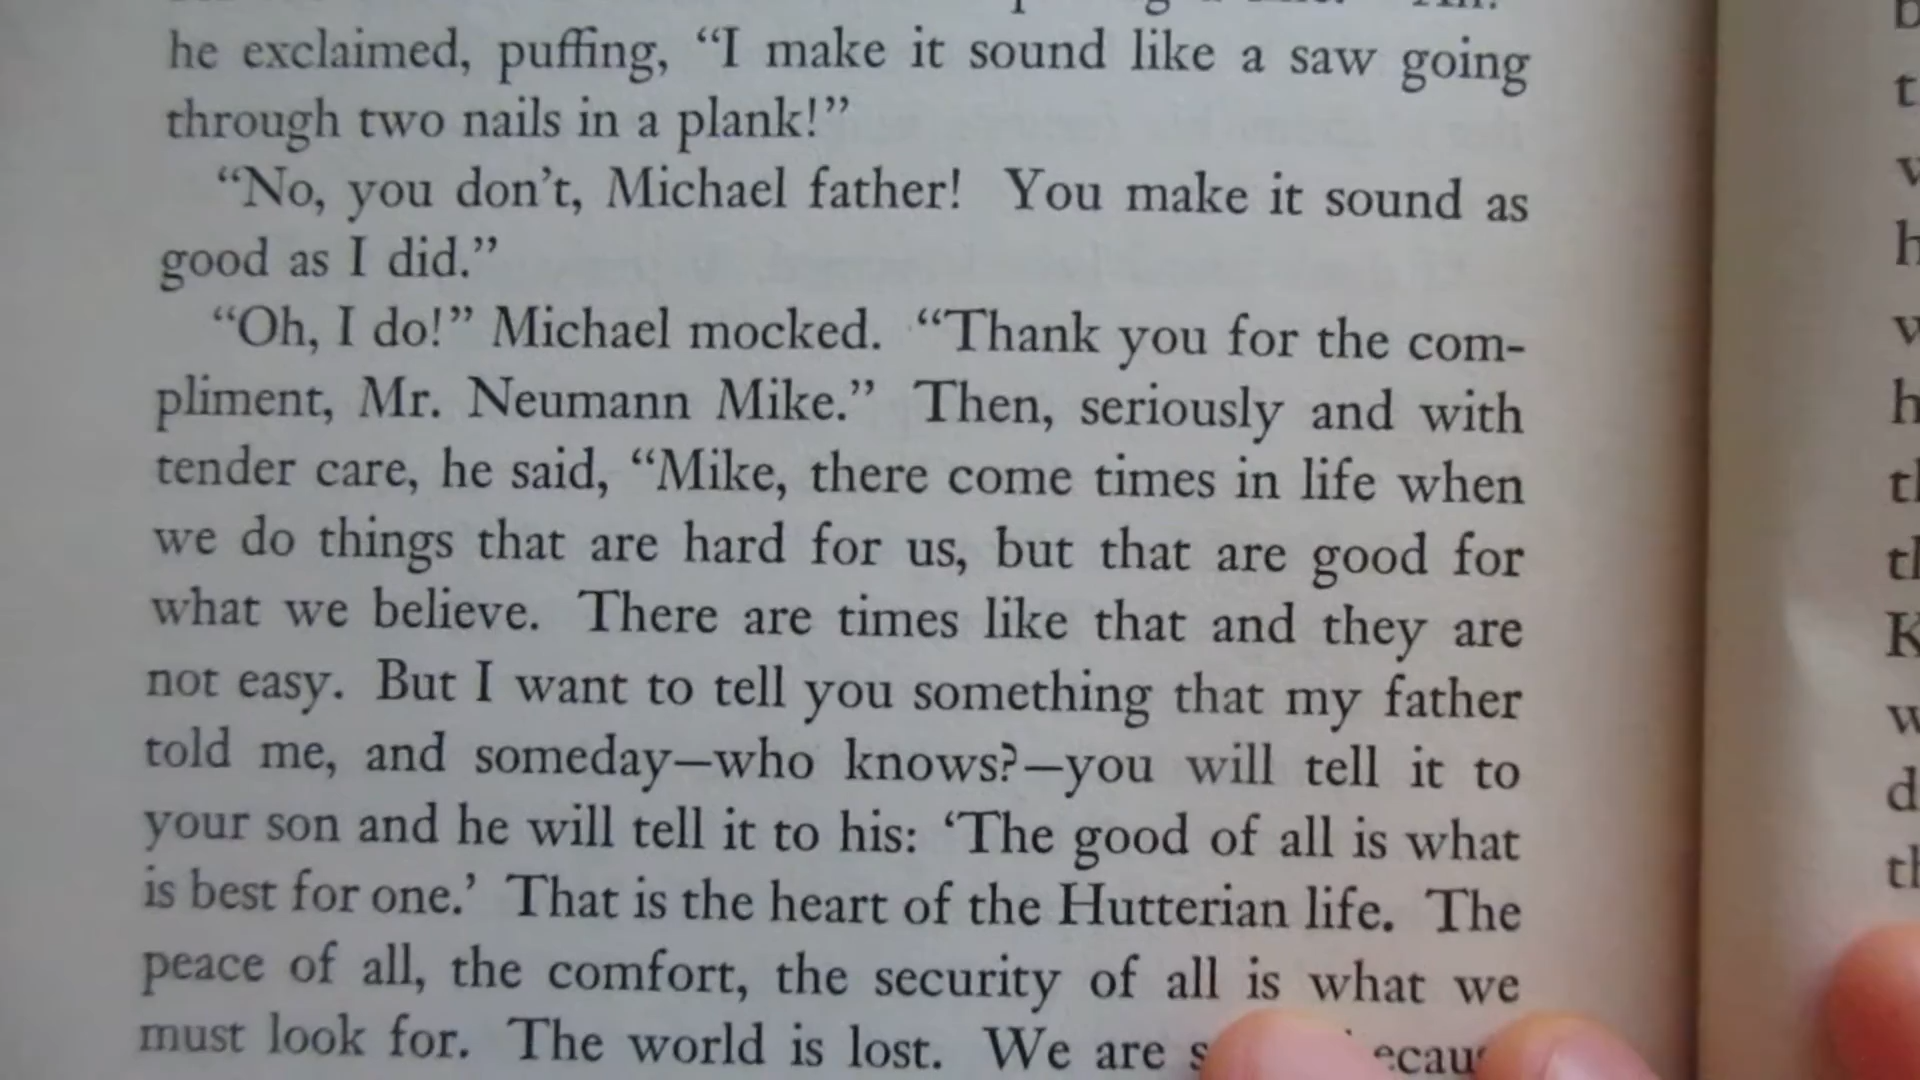 he exclaimed, puffing, “I make it sound like a saw going
through two nails in a plank!”
“No, you don’t, Michael father! You make it sound as
good as I did.”
“Oh, I do!” Michael mocked. “Thank you for the com-
pliment, Mr. Neumann Mike.” Then, seriously and with
tender care, he said, “Mike, there come times in life when
we do things that are hard for us, but that are good for
what we believe. There are times like that and they are
not easy. But I want to tell you something that my father
told me, and someday—who knows?—you will tell it to
your son and he will tell it to his: ‘The good of all is what
is best for one.’ That is the heart of the Hutterian life. The
peace of all, the comfort, the security of all is what we
must look for. The world is lost. We are